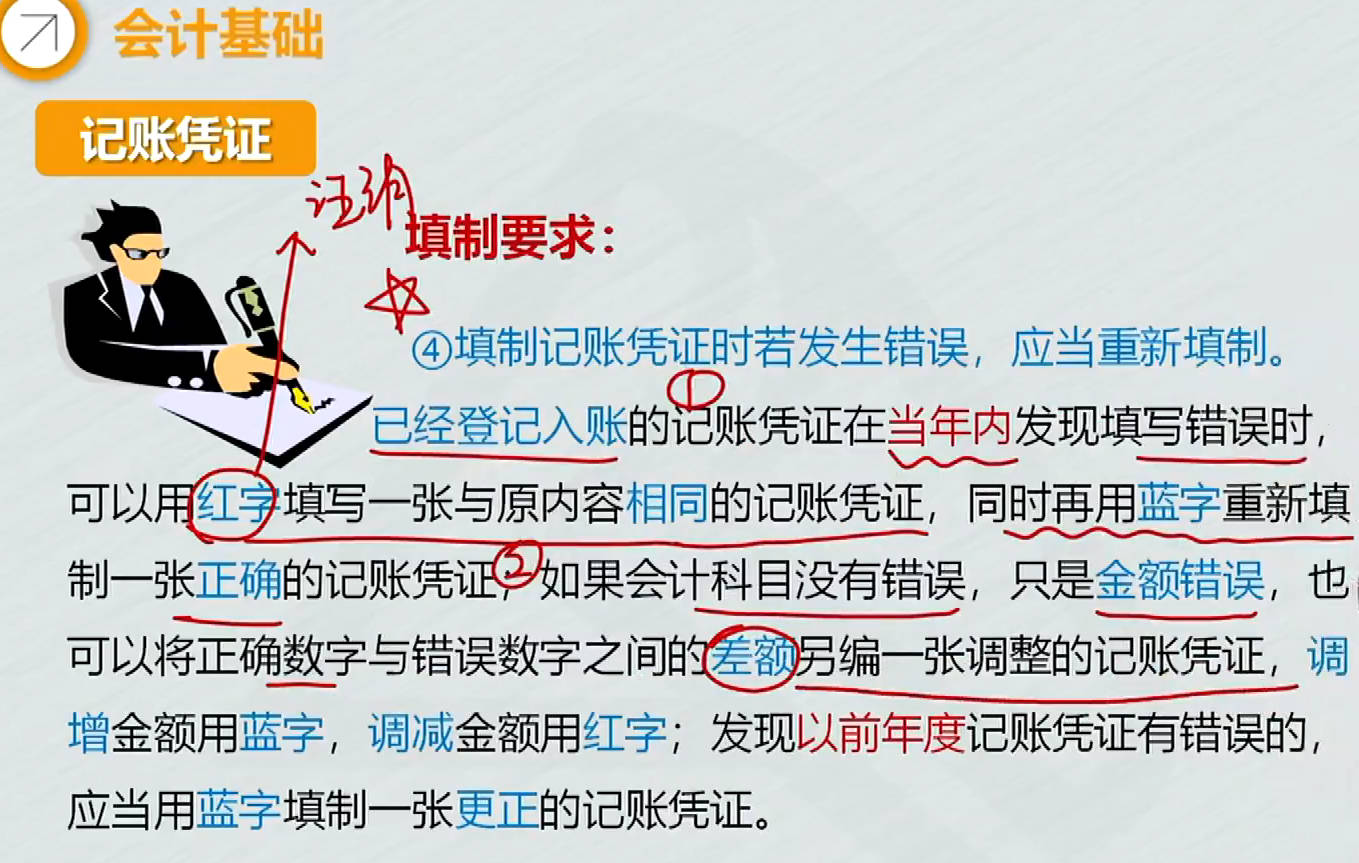 会计基础
记账凭证
注销
填制要求：
④填制记账凭证时若发生错误，应当重新填制。
①
已经登记入账的记账凭证在当年内发现填写错误时，
可以用红字填写一张与原内容相同的记账凭证，同时再用蓝字重新填
②
制一张正确的记账凭证；如果会计科目没有错误，只是金额错误，也
可以将正确数字与错误数字之间的差额另编一张调整的记账凭证，调
增金额用蓝字，调减金额用红字；发现以前年度记账凭证有错误的，
应当用蓝字填制一张更正的记账凭证。